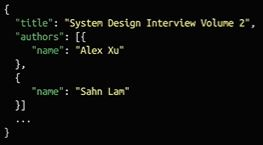 {
  "title": "System Design Interview Volume 2",
  "authors": [{
      "name": "Alex Xu"
  },
  {
      "name": "Sahn Lam"
  }]
  ...
}